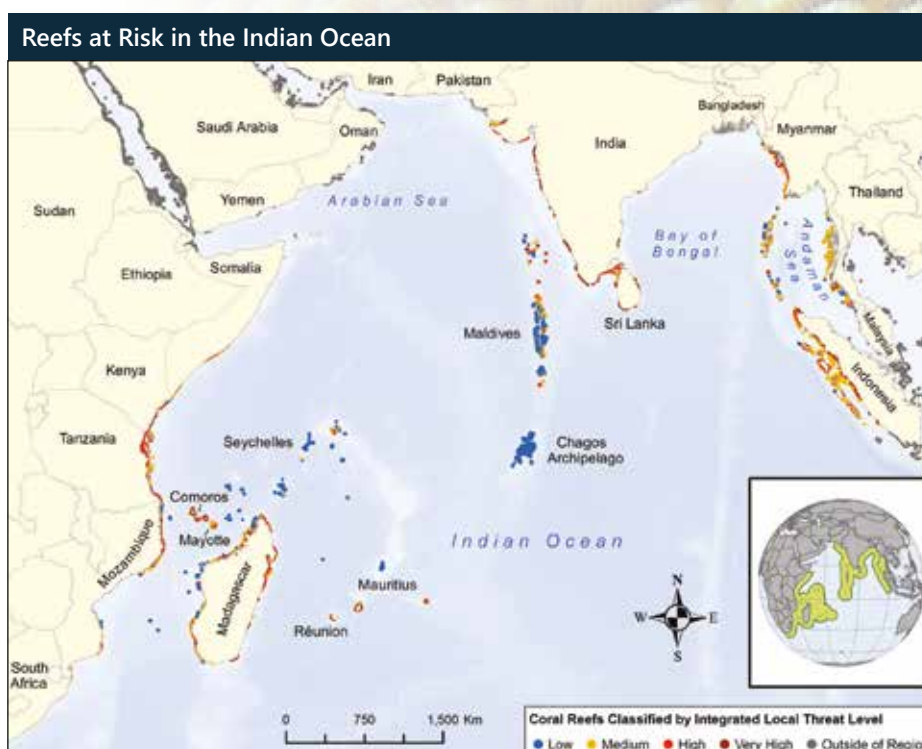 Reefs at Risk in the Indian Ocean
Iran
Pakistan
Bangladesh
Saudi Arabia
Oman
India
Myanmar
Yemen
Arabian Sea
Thailand
Sudan
Bay of
Bengal
Andaman
Sea
Ethiopia
Somalia
Sri Lanka
Maldives
Malaysia
Indonesia
Kenya
Tanzania
Seychelles
Chagos
Archipelago
Comoros
Mayotte
Mozambique
Indian Ocean
Madagascar
Mauritius
Réunion
N
W
E
S
South
Africa
0 750 1,500 Km
Coral Reefs Classified by Integrated Local Threat Level
Low Medium High Very High Outside of Region